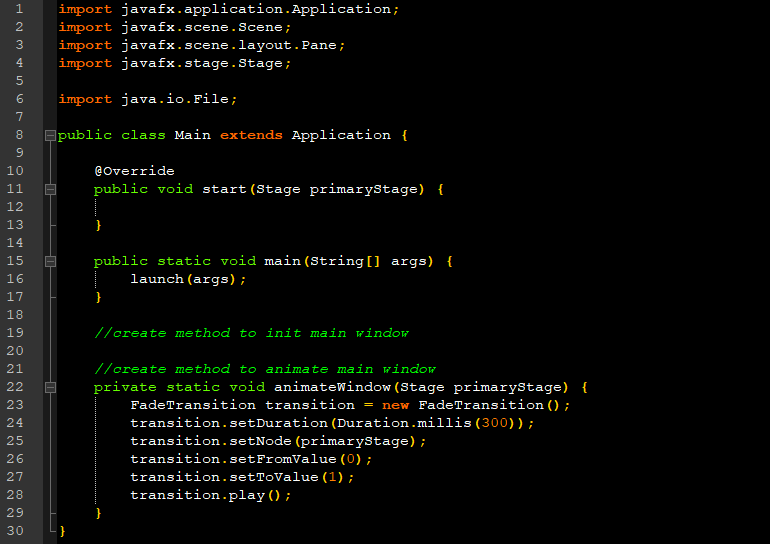 1 import javafx.application.Application;
2 import javafx.scene.Scene;
3 import javafx.scene.layout.Pane;
4 import javafx.stage.Stage;
5
6 import java.io.File;
7
8 public class Main extends Application {
9
10     @Override
11     public void start(Stage primaryStage) {
12
13     }
14
15     public static void main(String[] args) {
16         launch(args);
17     }
18
19     //create method to init main window
20
21     //create method to animate main window
22     private static void animateWindow(Stage primaryStage) {
23         FadeTransition transition = new FadeTransition();
24         transition.setDuration(Duration.millis(300));
25         transition.setNode(primaryStage);
26         transition.setFromValue(0);
27         transition.setToValue(1);
28         transition.play();
29     }
30 }